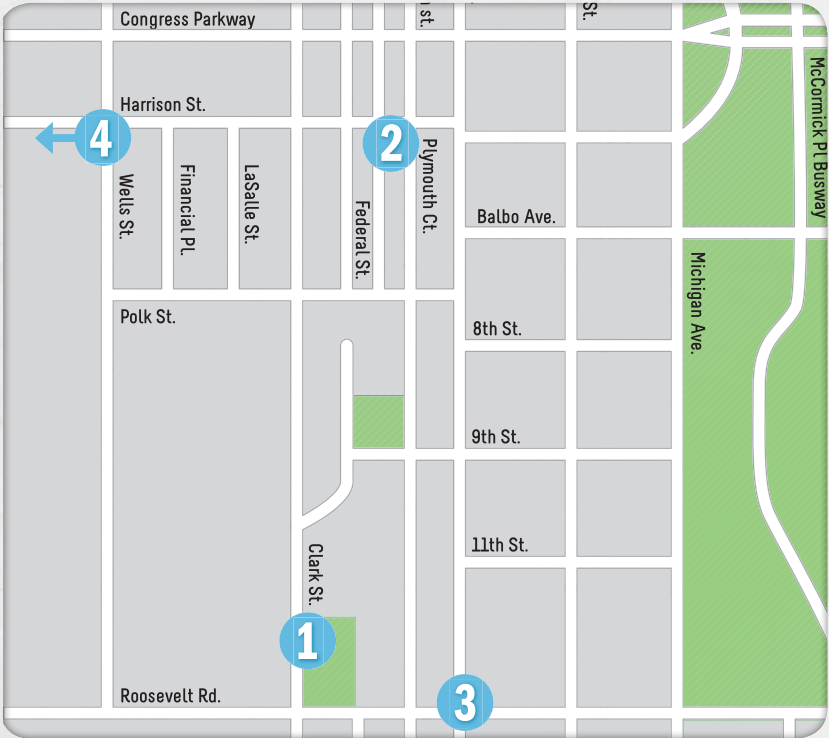 Congress Parkway
St.
McCormick Pl Busway
Harrison St.
4
2
Wells St.
Financial Pl.
LaSalle St.
Federal St.
Plymouth Ct.
Balbo Ave.
Michigan Ave.
Polk St.
8th St.
9th St.
11th St.
Clark St.
1
Roosevelt Rd.
3